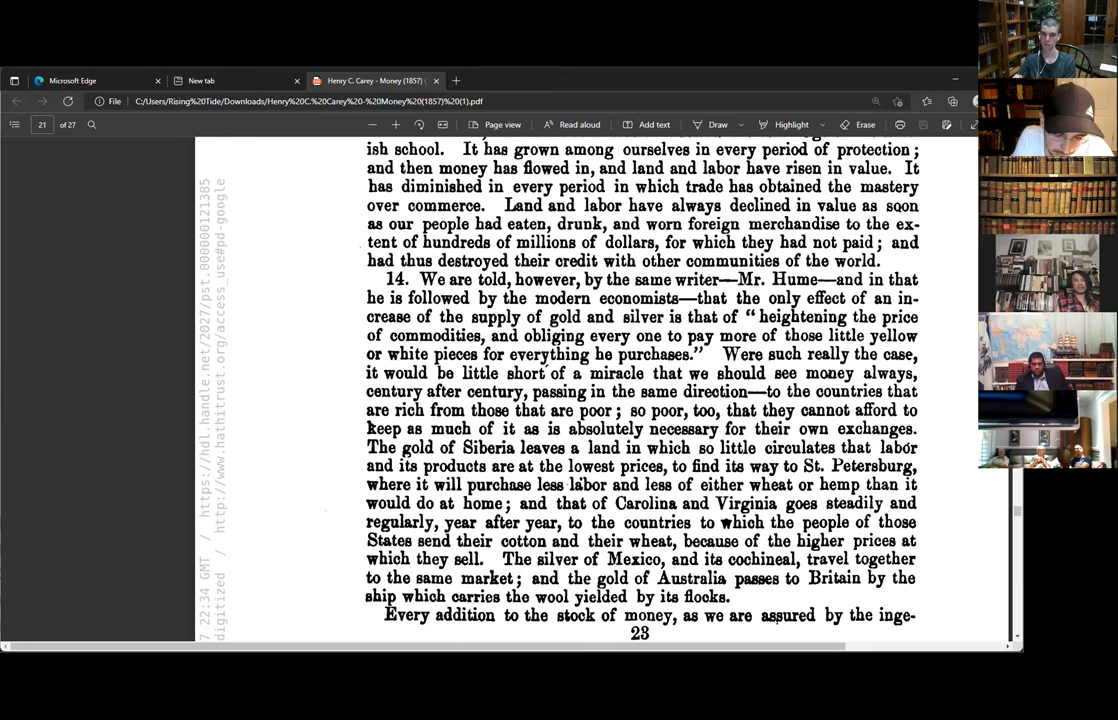 Microsoft Edge
New tab
Henry C. Carey - Money (1857) (
File
C:/Users/Rising%20Tide/Downloads/Henry%20C.%20Carey%20-%20Money%20(1857)%20(1).pdf
21 of 27
Page view
Read aloud
Add text
Draw
Highlight
Erase
ish school. It has grown among ourselves in every period of protection;
and then money has flowed in, and land and labor have risen in value. It
has diminished in every period in which trade has obtained the mastery
over commerce. Land and labor have always declined in value as soon
as our people had eaten, drunk, and worn foreign merchandise to the ex-
tent of hundreds of millions of dollars, for which they had not paid; and
had thus destroyed their credit with other communities of the world.
14. We are told, however, by the same writer—Mr. Hume—and in that
he is followed by the modern economists—that the only effect of an in-
crease of the supply of gold and silver is that of "heightening the price
of commodities, and obliging every one to pay more of those little yellow
or white pieces for everything he purchases." Were such really the case,
it would be little short of a miracle that we should see money always,
century after century, passing in the same direction—to the countries that
are rich from those that are poor; so poor, too, that they cannot afford to
keep as much of it as is absolutely necessary for their own exchanges.
The gold of Siberia leaves a land in which so little circulates that labor
and its products are at the lowest prices, to find its way to St. Petersburg,
where it will purchase less labor and less of either wheat or hemp than it
would do at home; and that of Carolina and Virginia goes steadily and
regularly, year after year, to the countries to which the people of those
States send their cotton and their wheat, because of the higher prices at
which they sell. The silver of Mexico, and its cochineal, travel together
to the same market; and the gold of Australia passes to Britain by the
ship which carries the wool yielded by its flocks.
Every addition to the stock of money, as we are assured by the inge-
23
7 22:34 GMT / https://hdl.handle.net/2027/pst.000000121385
digitized / http://www.hathitrust.org/access_use#pd-google